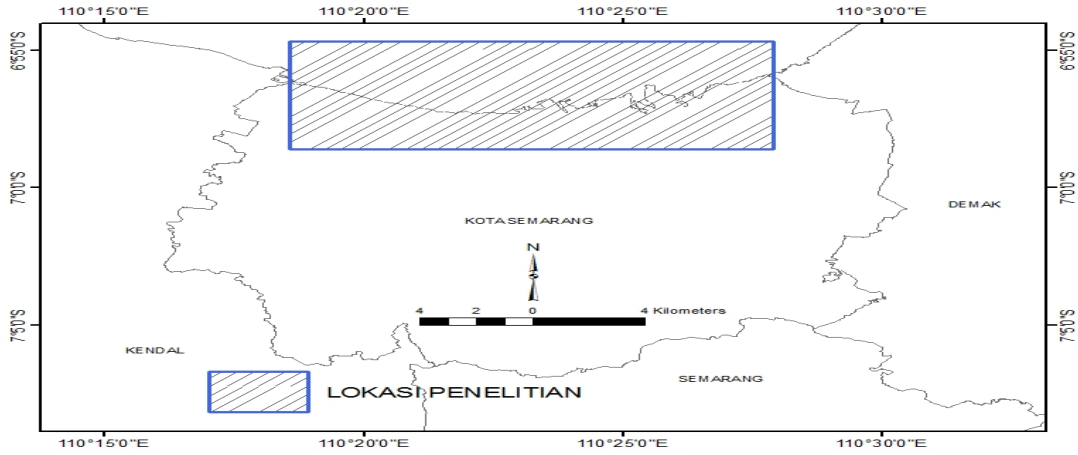 110°15'0"E 110°20'0"E 110°25'0"E 110°30'0"E
6°55'0"S 6°55'0"S
7°0'0"S 7°0'0"S
DEMAK
KOTA SEMARANG
N
4 2 0 4 Kilometers
7°5'0"S 7°5'0"S
KENDAL
SEMARANG
LOKASI PENELITIAN
110°15'0"E 110°20'0"E 110°25'0"E 110°30'0"E